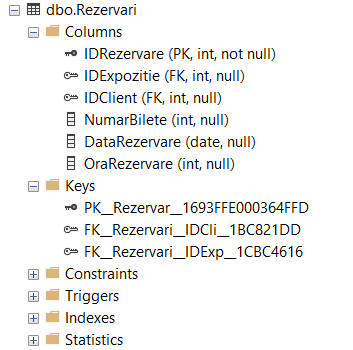 dbo.Rezervari
Columns
IDRezervare (PK, int, not null)
IDExpozitie (FK, int, null)
IDClient (FK, int, null)
NumarBilete (int, null)
DataRezervare (date, null)
OraRezervare (int, null)
Keys
PK__Rezervar__1693FFE000364FFD
FK__Rezervari__IDCli__1BC821DD
FK__Rezervari__IDExp__1CBC4616
Constraints
Triggers
Indexes
Statistics